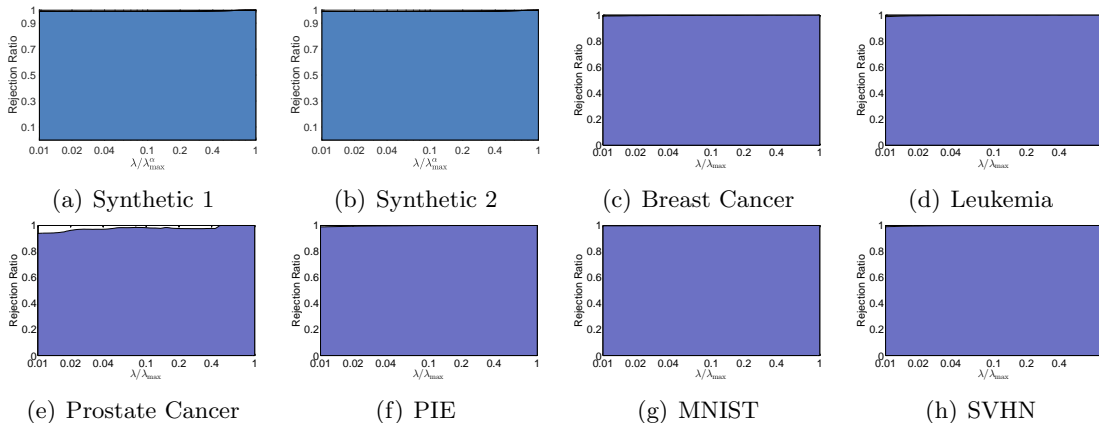 1 1 1 1
0.9 0.9 0.8 0.8
Rejection Ratio Rejection Ratio Rejection Ratio Rejection Ratio
0.7 0.7 0.6 0.6
0.5 0.5 0.4 0.4
0.3 0.3 0.2 0.2
0.1 0.1 0 0
0.01 0.02 0.04 0.1 0.2 0.4 1 0.01 0.02 0.04 0.1 0.2 0.4 1 0.01 0.02 0.04 0.1 0.2 0.4 1 0.01 0.02 0.04 0.1 0.2 0.4
λ/λ^α_max λ/λ^α_max λ/λ_max λ/λ_max
(a) Synthetic 1 (b) Synthetic 2 (c) Breast Cancer (d) Leukemia
1 1 1 1
0.8 0.8 0.8 0.8
Rejection Ratio Rejection Ratio Rejection Ratio Rejection Ratio
0.6 0.6 0.6 0.6
0.4 0.4 0.4 0.4
0.2 0.2 0.2 0.2
0 0 0 0
0.01 0.02 0.04 0.1 0.2 0.4 1 0.01 0.02 0.04 0.1 0.2 0.4 1 0.01 0.02 0.04 0.1 0.2 0.4 1 0.01 0.02 0.04 0.1 0.2 0.4
λ/λ_max λ/λ_max λ/λ_max λ/λ_max
(e) Prostate Cancer (f) PIE (g) MNIST (h) SVHN